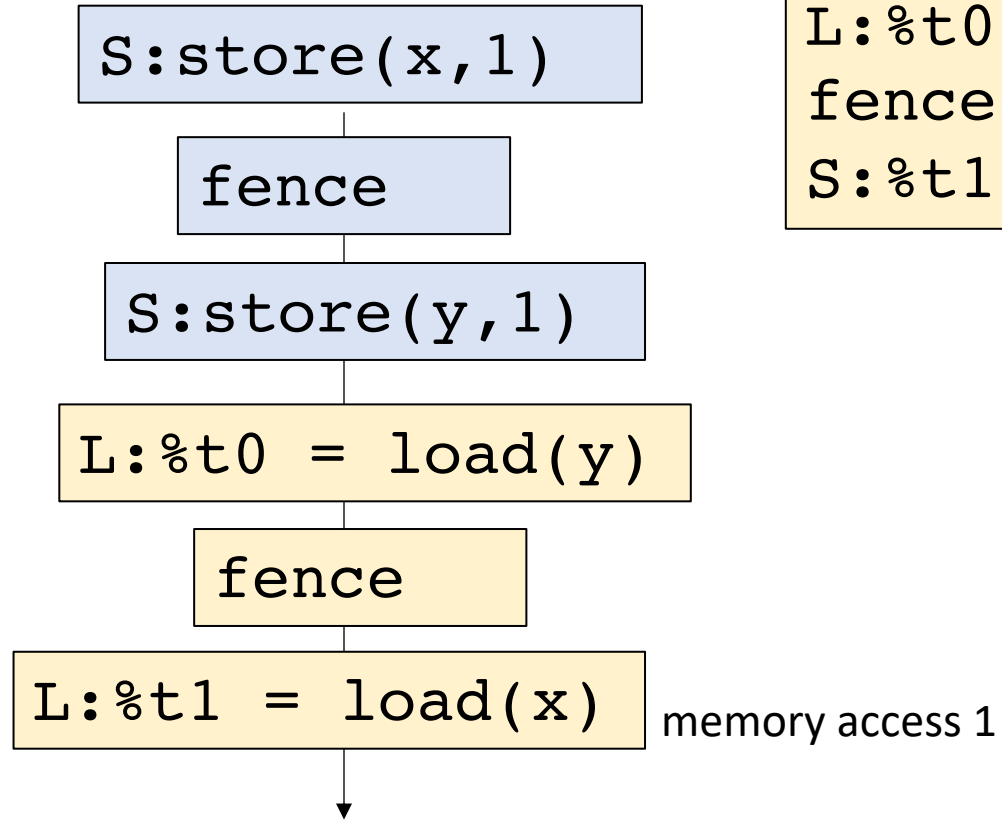 S:store(x,1)
fence
S:store(y,1)
L:%t0 = load(y)
fence
L:%t1 = load(x)
memory access 1
L:%t0
fence
S:%t1